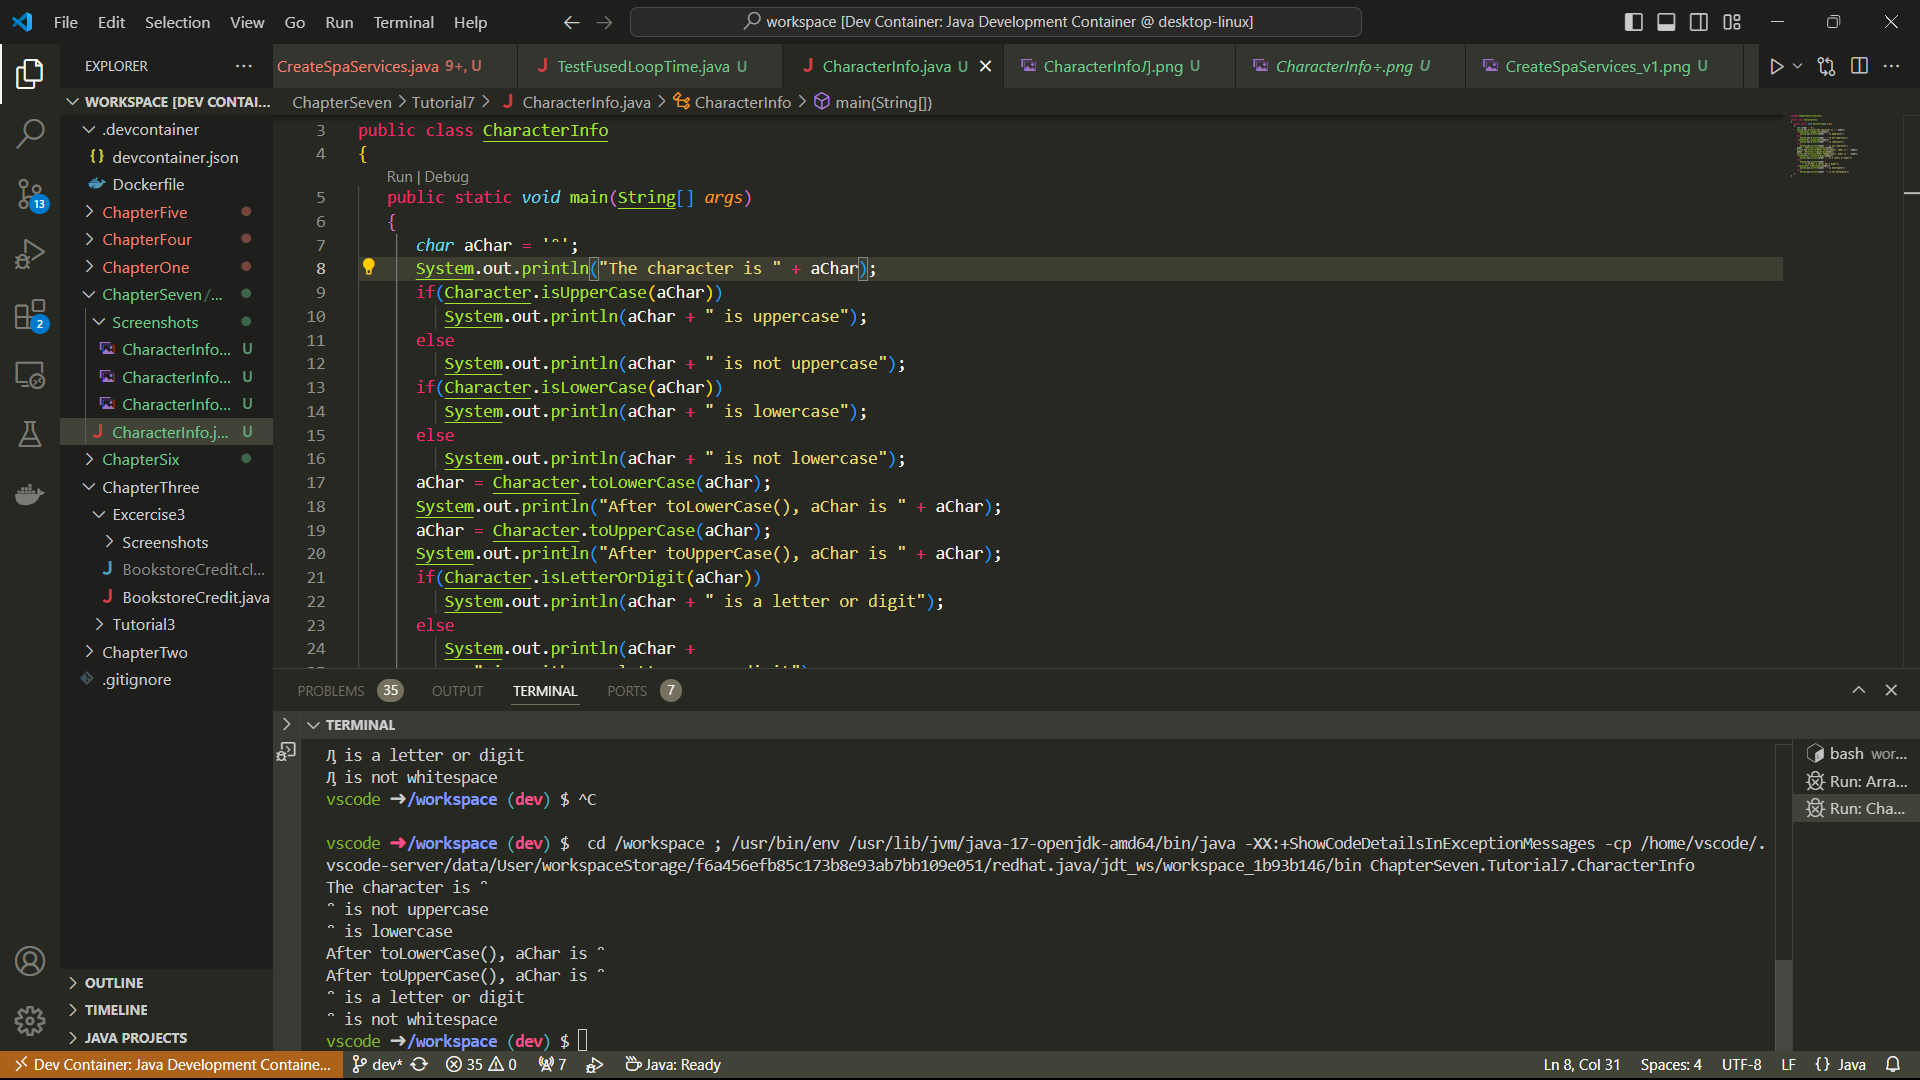 File Edit Selection View Go Run Terminal Help
workspace [Dev Container: Java Development Container @ desktop-linux]
EXPLORER
CreateSpaServices.java 9+, U
TestFusedLoopTime.java U
CharacterInfo.java U
CharacterInfoԒ.png U
CharacterInfo÷.png U
CreateSpaServices_v1.png U
WORKSPACE [DEV CONTAI...
ChapterSeven > Tutorial7 > CharacterInfo.java > CharacterInfo > main(String[])
.devcontainer
devcontainer.json
Dockerfile
ChapterFive
ChapterFour
ChapterOne
ChapterSeven/...
Screenshots
CharacterInfo... U
CharacterInfo... U
CharacterInfo... U
CharacterInfo.j... U
ChapterSix
ChapterThree
Excercise3
Screenshots
BookstoreCredit.cl...
BookstoreCredit.java
Tutorial3
ChapterTwo
.gitignore
OUTLINE
TIMELINE
JAVA PROJECTS
13
2
3 public class CharacterInfo
4 {
Run | Debug
5 public static void main(String[] args)
6 {
7 char aChar = 'ˆ';
8 System.out.println("The character is " + aChar);
9 if(Character.isUpperCase(aChar))
10 System.out.println(aChar + " is uppercase");
11 else
12 System.out.println(aChar + " is not uppercase");
13 if(Character.isLowerCase(aChar))
14 System.out.println(aChar + " is lowercase");
15 else
16 System.out.println(aChar + " is not lowercase");
17 aChar = Character.toLowerCase(aChar);
18 System.out.println("After toLowerCase(), aChar is " + aChar);
19 aChar = Character.toUpperCase(aChar);
20 System.out.println("After toUpperCase(), aChar is " + aChar);
21 if(Character.isLetterOrDigit(aChar))
22 System.out.println(aChar + " is a letter or digit");
23 else
24 System.out.println(aChar +
PROBLEMS 35 OUTPUT TERMINAL PORTS 7
TERMINAL
is a letter or digit
is not whitespace
vscode ➜/workspace (dev) $ ^C
vscode ➜/workspace (dev) $ cd /workspace ; /usr/bin/env /usr/lib/jvm/java-17-openjdk-amd64/bin/java -XX:+ShowCodeDetailsInExceptionMessages -cp /home/vscode/.
vscode-server/data/User/workspaceStorage/f6a456efb85c173b8e93ab7bb109e051/redhat.java/jdt_ws/workspace_1b93b146/bin ChapterSeven.Tutorial7.CharacterInfo
The character is ˆ
ˆ is not uppercase
ˆ is lowercase
After toLowerCase(), aChar is ˆ
After toUpperCase(), aChar is ˆ
ˆ is a letter or digit
ˆ is not whitespace
vscode ➜/workspace (dev) $
bash wor...
Run: Arra...
Run: Cha...
Dev Container: Java Development Containe... dev* 35 0 7 Java: Ready Ln 8, Col 31 Spaces: 4 UTF-8 LF {} Java